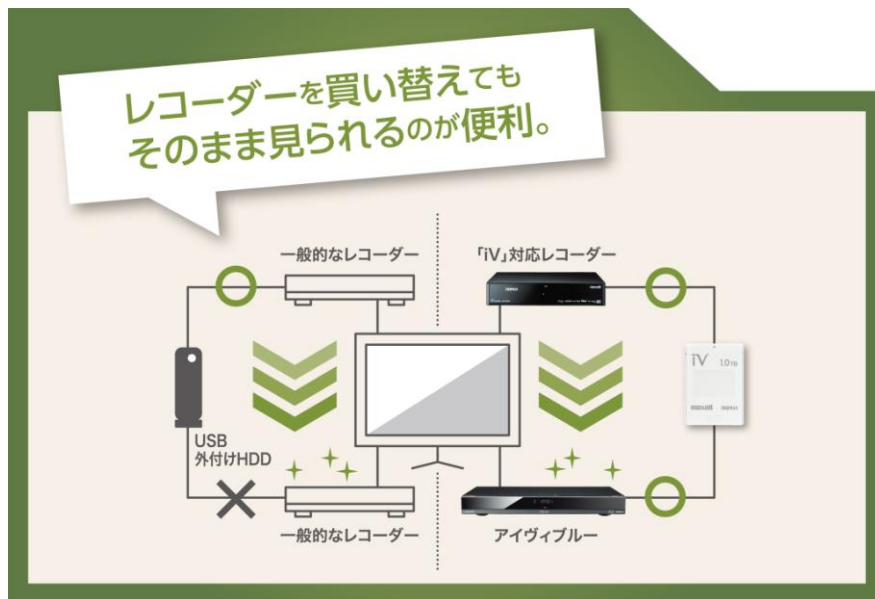 レコーダーを買い替えても
そのまま見られるのが便利。
一般的なレコーダー
「iV」対応レコーダー
iV 1.0TB
maxell
USB
外付けHDD
一般的なレコーダー
アイヴィブルー